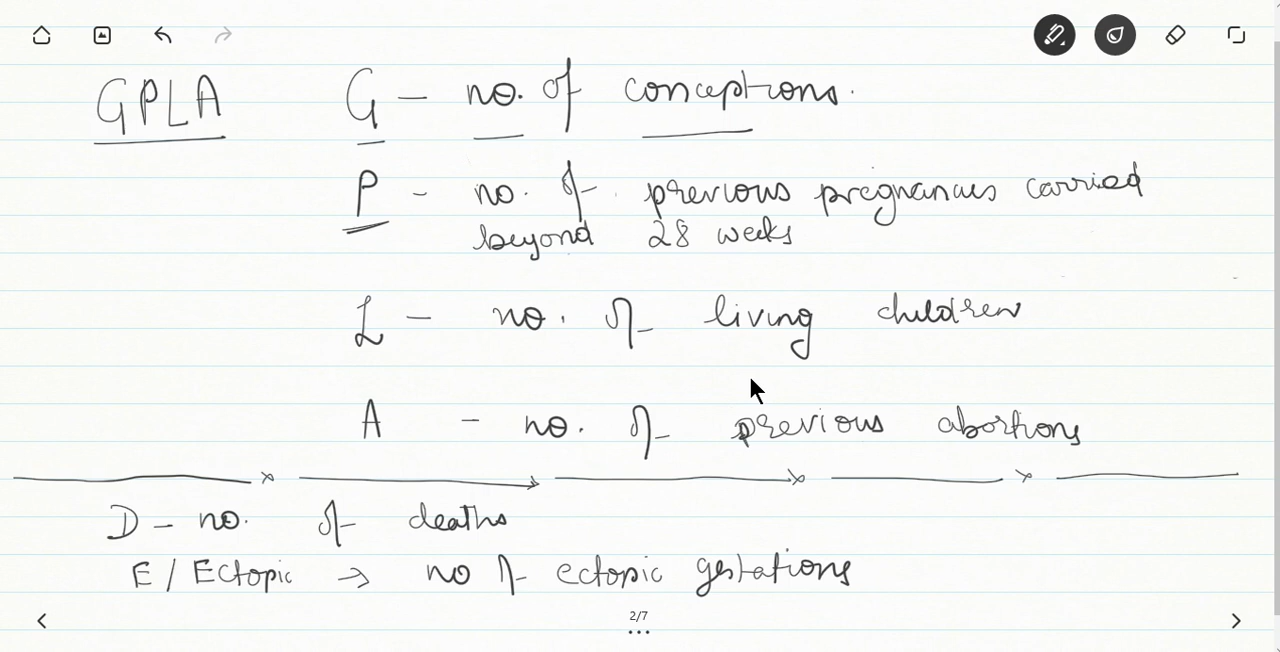 GPLA G - no. of conceptions.
P - no. of previous pregnancies carried
beyond 28 weeks
L - no. of living children
A - no. of previous abortions
D - no. of deaths
E / Ectopic → no of ectopic gestations
2/7